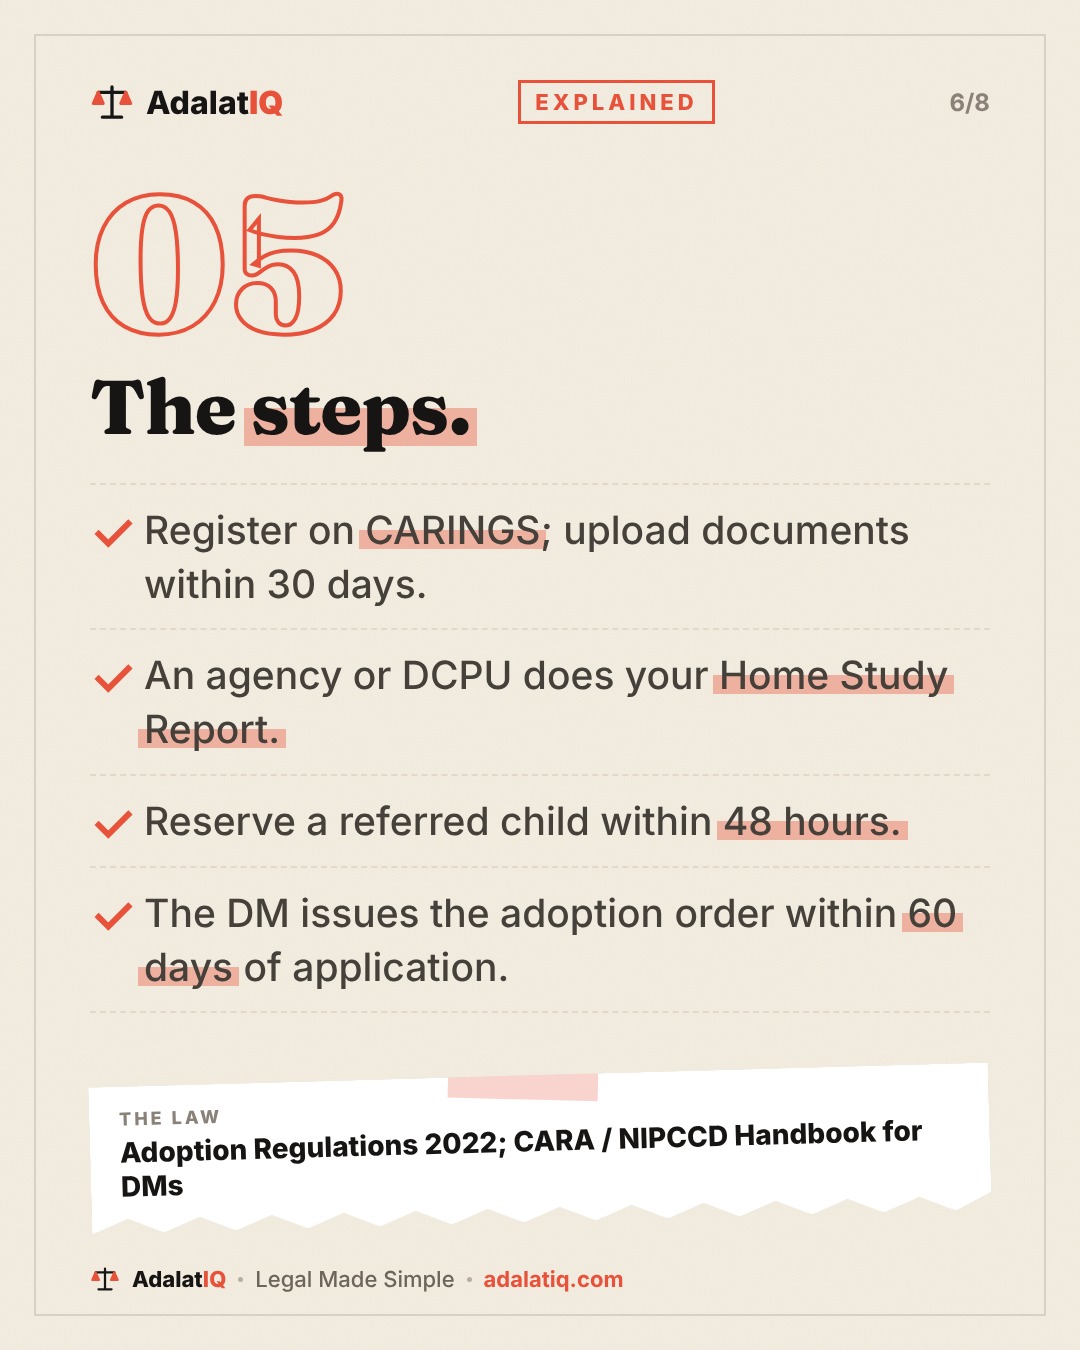 AdalatIQ
EXPLAINED
6/8
05
The steps.
Register on CARINGS; upload documents
within 30 days.
An agency or DCPU does your Home Study
Report.
Reserve a referred child within 48 hours.
The DM issues the adoption order within 60
days of application.
THE LAW
Adoption Regulations 2022; CARA / NIPCCD Handbook for
DMs
AdalatIQ • Legal Made Simple • adalatiq.com